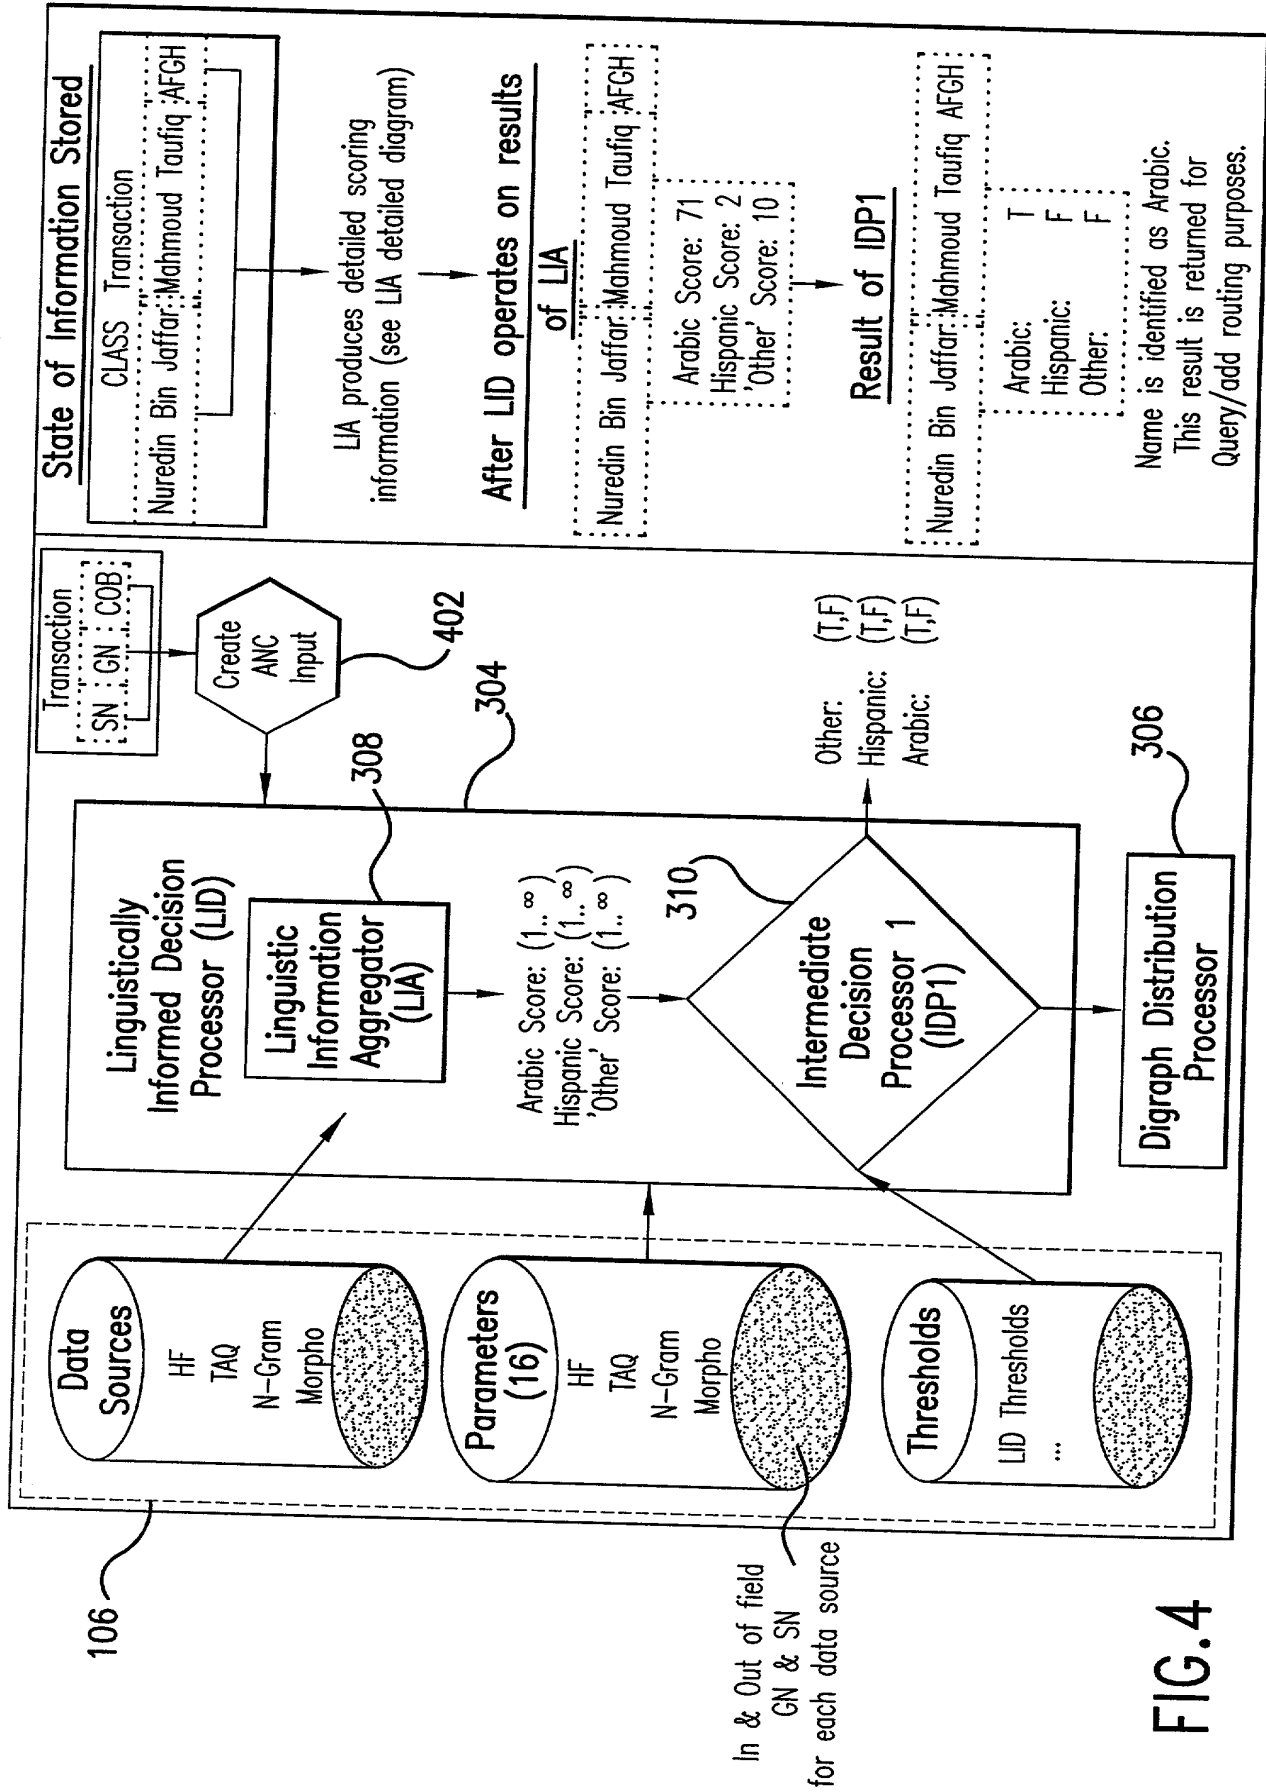 Data
Sources
HF
TAQ
N-Gram
Morpho
Parameters
(16)
HF
TAQ
N-Gram
Morpho
Thresholds
LID Thresholds
...
106
In & Out of field
GN & SN
for each data source
Linguistically
Informed Decision
Processor (LID)
Linguistic
Information
Aggregator
(LIA)
308
304
Arabic Score: (1.. ∞)
Hispanic Score: (1.. ∞)
'Other' Score: (1.. ∞)
310
Intermediate
Decision
Processor 1
(IDP1)
Digraph Distribution
Processor
306
Transaction
SN : GN : COB
Create
ANC
Input
402
Other: (T,F)
Hispanic: (T,F)
Arabic: (T,F)
State of Information Stored
CLASS Transaction
Nuredin Bin Jaffar:Mahmoud Taufiq :AFGH
LIA produces detailed scoring
information (see LIA detailed diagram)
After LID operates on results
of LIA
Nuredin Bin Jaffar:Mahmoud Taufiq :AFGH
Arabic Score: 71
Hispanic Score: 2
'Other' Score: 10
Result of IDP1
Nuredin Bin Jaffar:Mahmoud Taufiq AFGH
Arabic: T
Hispanic: F
Other: F
Name is identified as Arabic.
This result is returned for
Query/add routing purposes.
FIG.4